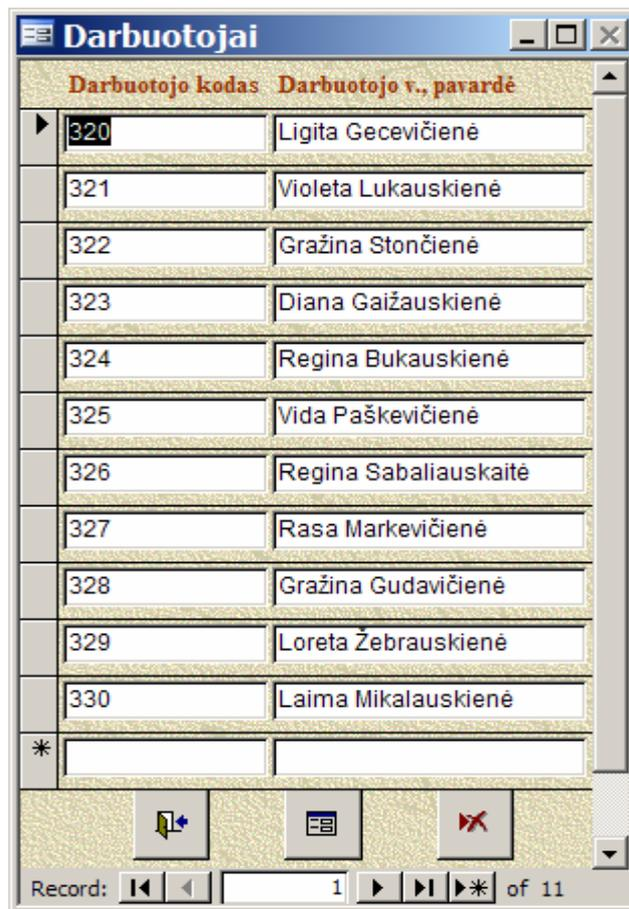 Darbuotojai
Darbuotojo kodas Darbuotojo v., pavardė
320 Ligita Gecevičienė
321 Violeta Lukauskienė
322 Gražina Stončienė
323 Diana Gaižauskienė
324 Regina Bukauskienė
325 Vida Paškevičienė
326 Regina Sabaliauskaitė
327 Rasa Markevičienė
328 Gražina Gudavičienė
329 Loreta Žebrauskienė
330 Laima Mikalauskienė
Record: 1 of 11